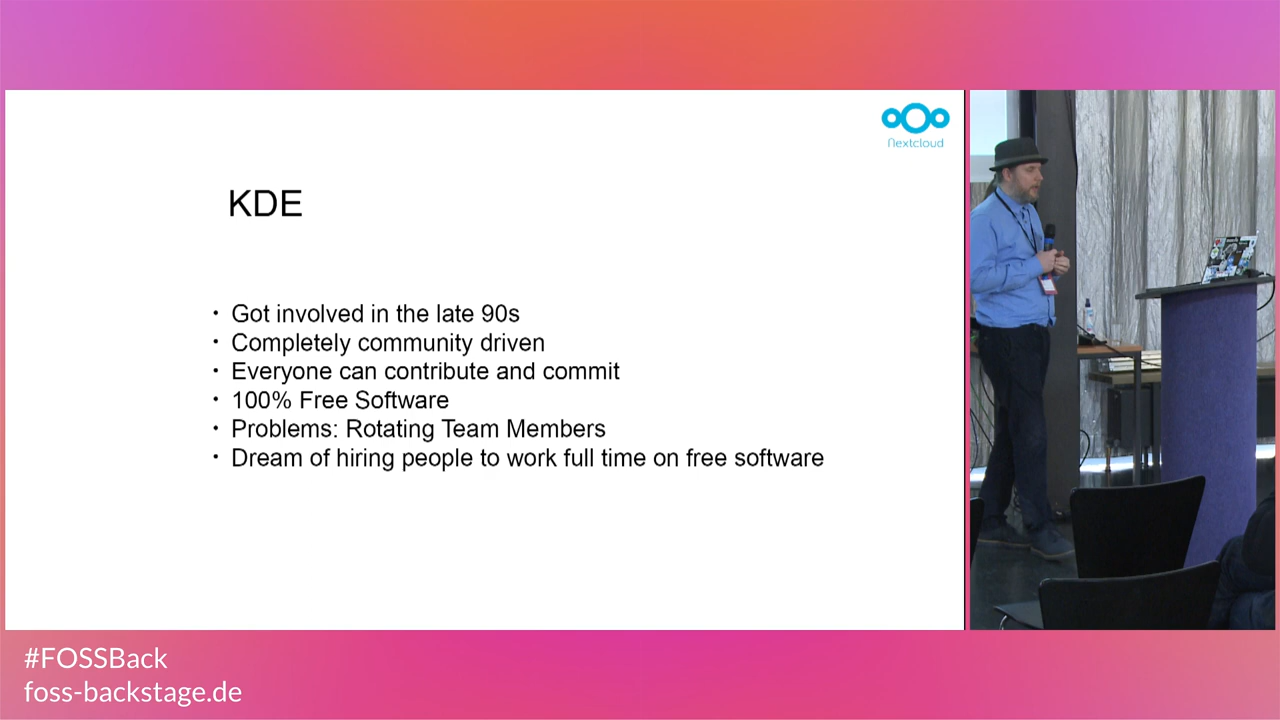 Nextcloud
KDE
• Got involved in the late 90s
• Completely community driven
• Everyone can contribute and commit
• 100% Free Software
• Problems: Rotating Team Members
• Dream of hiring people to work full time on free software
#FOSSBack
foss-backstage.de